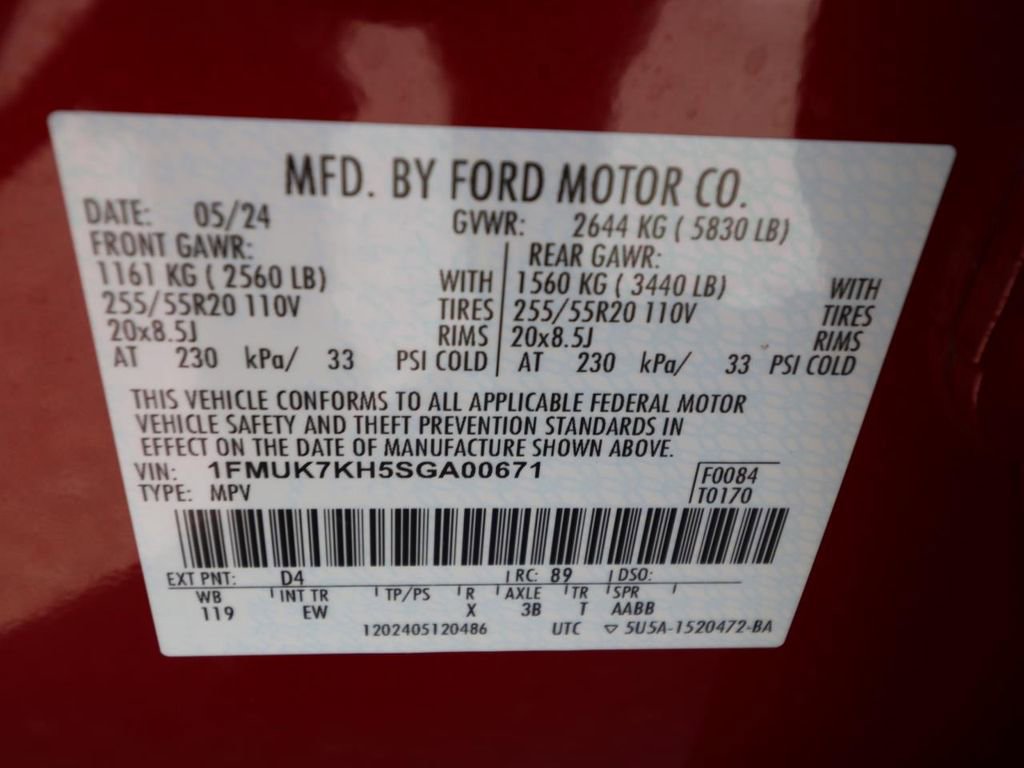 MFD. BY FORD MOTOR CO.
DATE: 05/24 GVWR: 2644 KG ( 5830 LB)
FRONT GAWR: REAR GAWR:
1161 KG ( 2560 LB) WITH 1560 KG ( 3440 LB) WITH
255/55R20 110V TIRES 255/55R20 110V TIRES
20x8.5J RIMS 20x8.5J RIMS
AT 230 kPa/ 33 PSI COLD AT 230 kPa/ 33 PSI COLD
THIS VEHICLE CONFORMS TO ALL APPLICABLE FEDERAL MOTOR
VEHICLE SAFETY AND THEFT PREVENTION STANDARDS IN
EFFECT ON THE DATE OF MANUFACTURE SHOWN ABOVE.
VIN: 1FMUK7KH5SGA00671 F0084
TYPE: MPV T0170
EXT PNT: D4 RC: 89 DSO:
WB INT TR TP/PS R AXLE TR SPR
119 EW X 3B T AABB
1202405120486 UTC ▽ 5U5A-1520472-BA